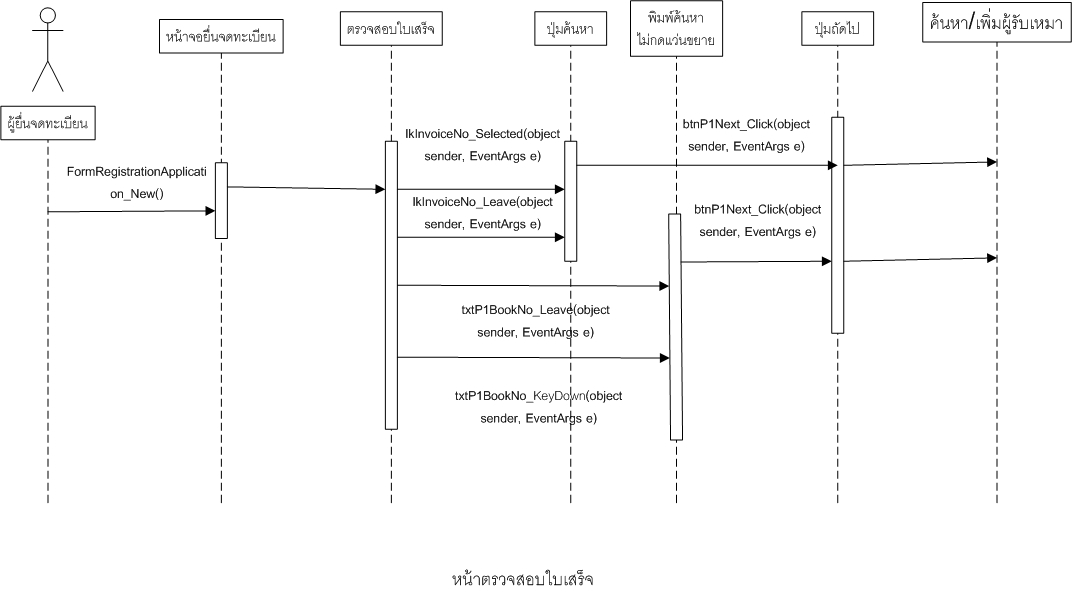 ผู้ยื่นจดทะเบียน
หน้าจอยื่นจดทะเบียน
ตรวจสอบใบเสร็จ
ปุ่มค้นหา
พิมพ์ค้นหา
ไม่กดแว่นขยาย
ปุ่มถัดไป
ค้นหา/เพิ่มผู้รับเหมา
FormRegistrationApplicati
on_New()
lkInvoiceNo_Selected(object
sender, EventArgs e)
lkInvoiceNo_Leave(object
sender, EventArgs e)
btnP1Next_Click(object
sender, EventArgs e)
btnP1Next_Click(object
sender, EventArgs e)
txtP1BookNo_Leave(object
sender, EventArgs e)
txtP1BookNo_KeyDown(object
sender, EventArgs e)
หน้าตรวจสอบใบเสร็จ